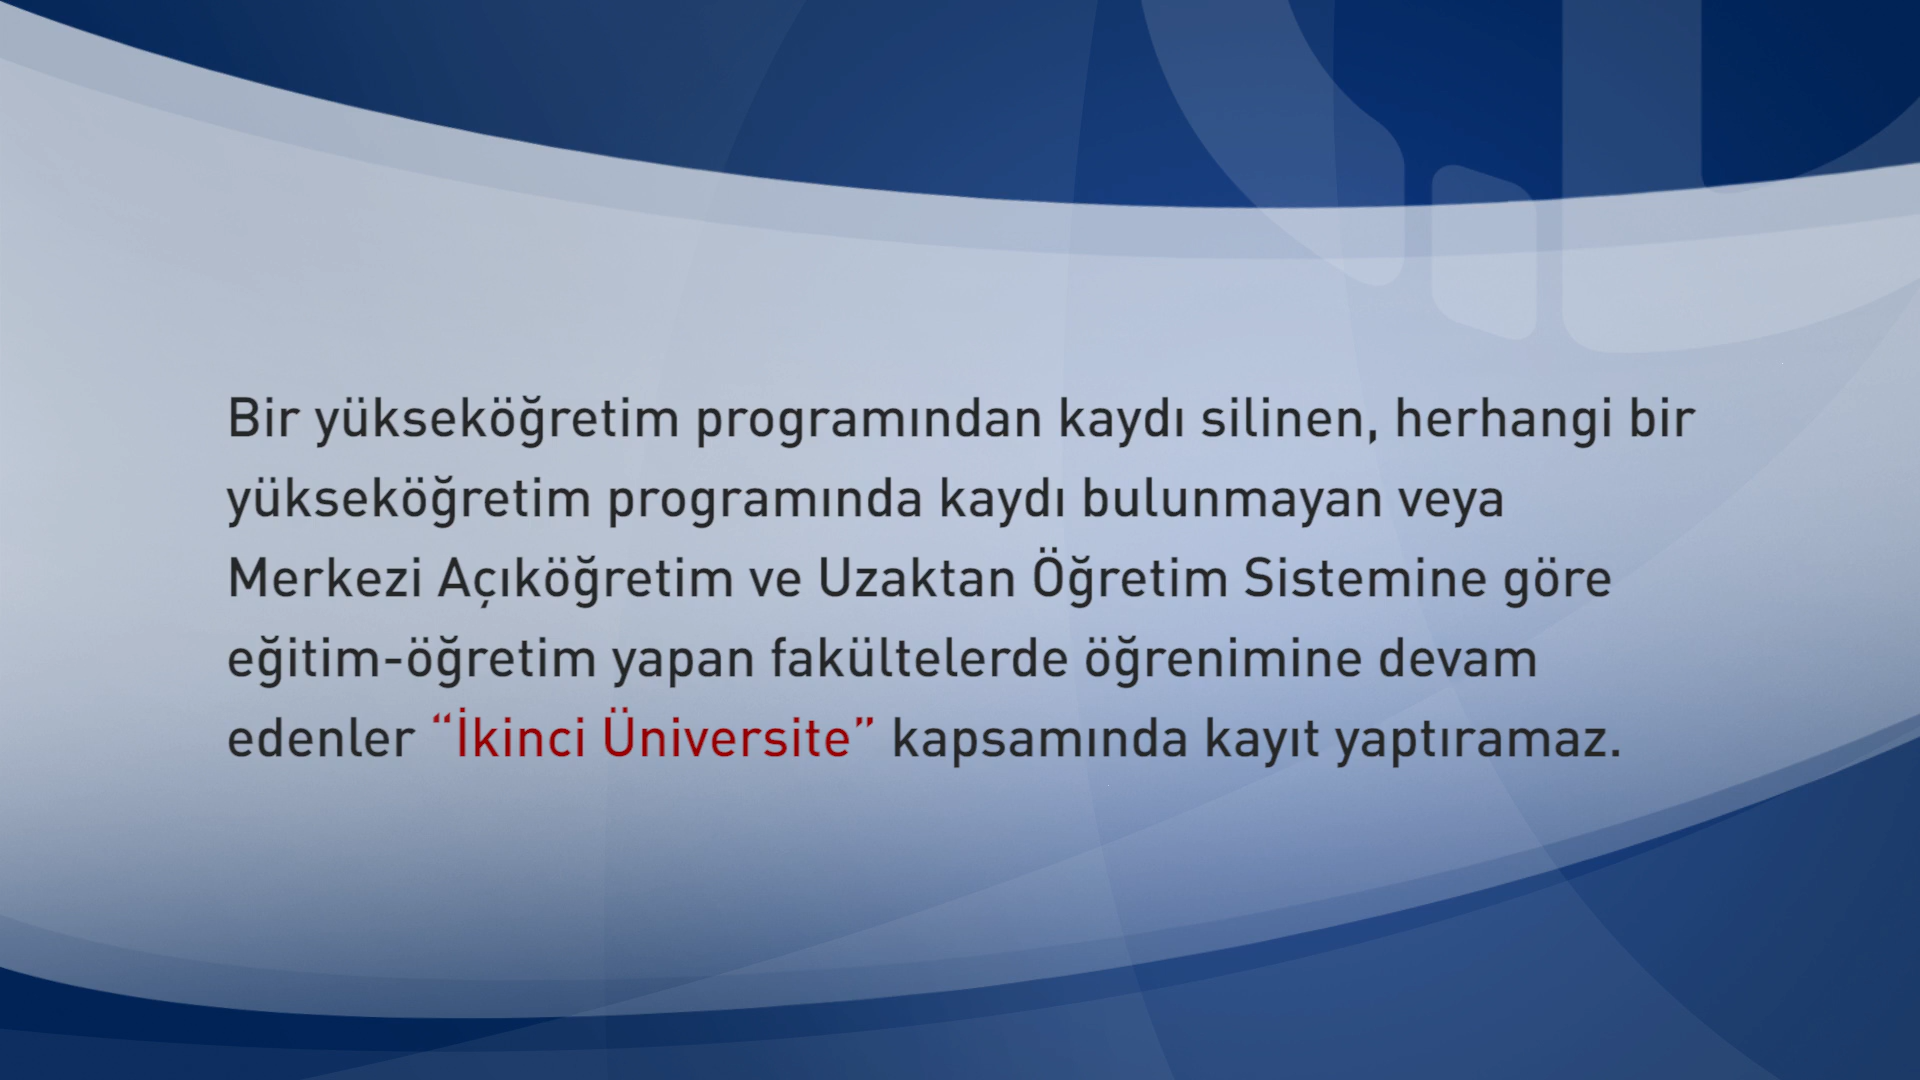 Bir yükseköğretim programından kaydı silinen, herhangi bir
yükseköğretim programında kaydı bulunmayan veya
Merkezi Açıköğretim ve Uzaktan Öğretim Sistemine göre
eğitim-öğretim yapan fakültelerde öğrenimine devam
edenler “İkinci Üniversite” kapsamında kayıt yaptıramaz.